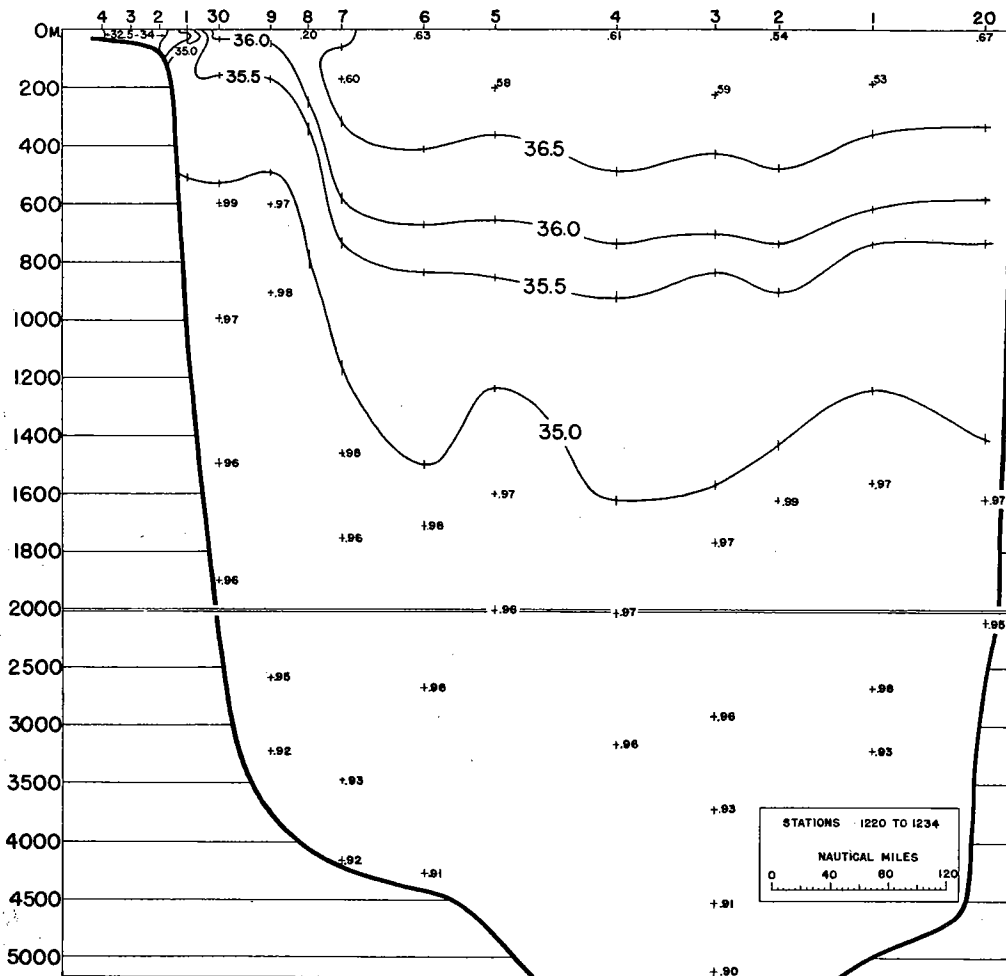 4 3 2 1 30 9 8 7 6 5 4 3 2 1 20
0M.
32.5-34 36.0 .20 .63 .61 .54 .67
35.0
35.5 +.60 +.58 +.59 +.53
200
400 36.5
600 +.99 +.97 36.0
800 35.5
+.98
1000 +.97
1200
1400 35.0
+.96 +.98
1600 +.97 +.97 +.99 +.97
+.98
1800 +.96 +.97
+.96
2000 +.96 +.97
+.95
2500 +.95 +.96 +.98
3000 +.96
+.92 +.96 +.93
3500 +.93
+.93
STATIONS 1220 TO 1234
4000 NAUTICAL MILES
+.92 +.91 0 40 80 120
4500 +.91
5000 +.90